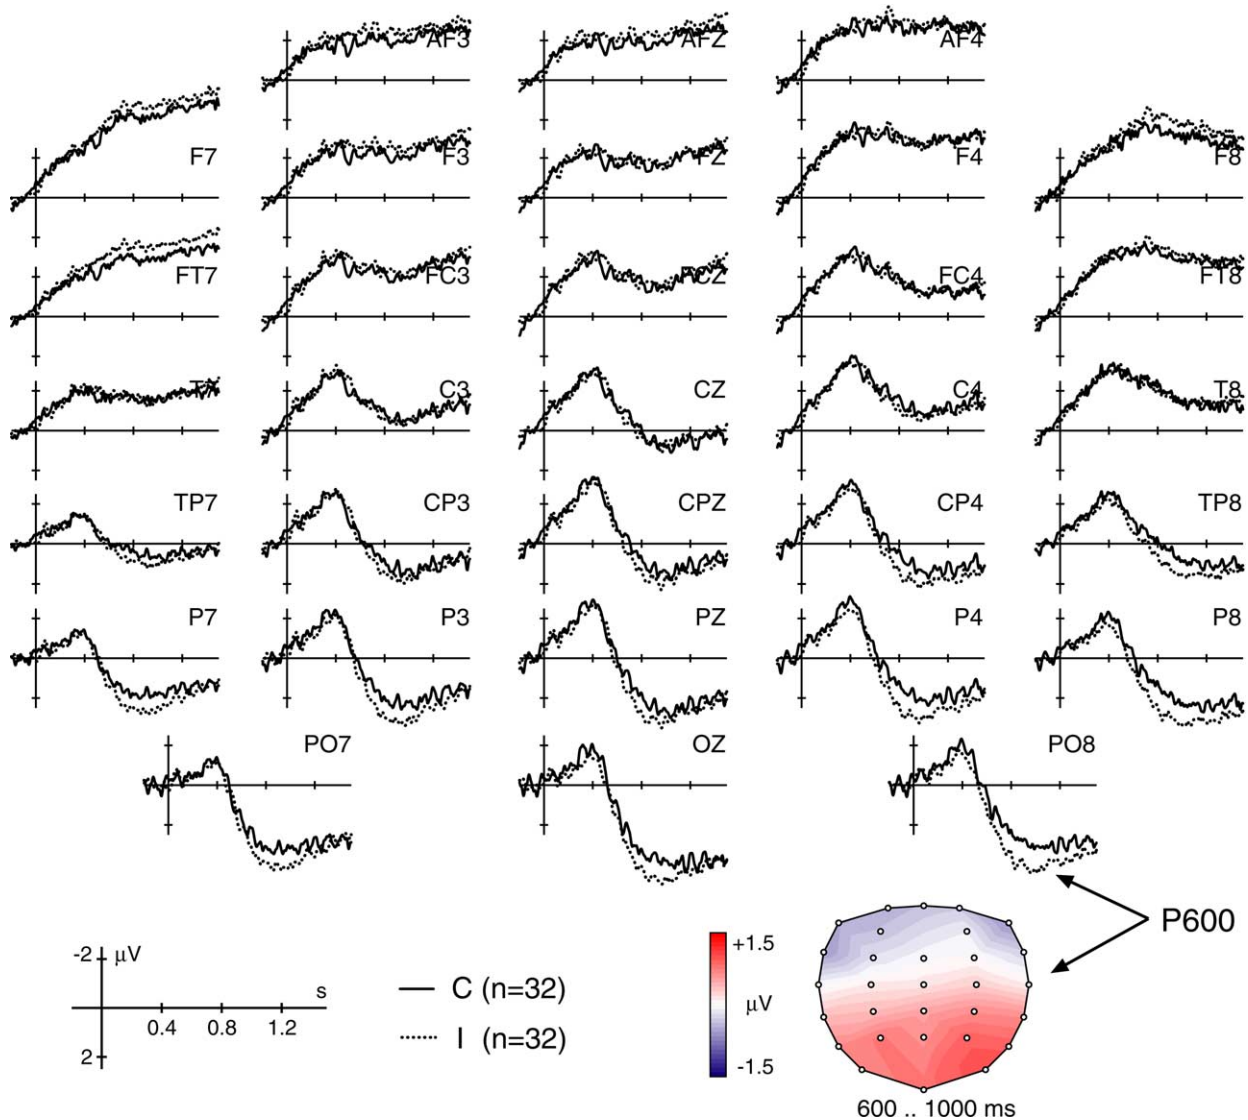 AF3 AFZ AF4
F7 F3 FZ F4 F8
FT7 FC3 FCZ FC4 FT8
T7 C3 CZ C4 T8
TP7 CP3 CPZ CP4 TP8
P7 P3 PZ P4 P8
PO7 OZ PO8
P600
-2 μV
s
0.4 0.8 1.2
2
C (n=32)
I (n=32)
+1.5
μV
-1.5
600 .. 1000 ms